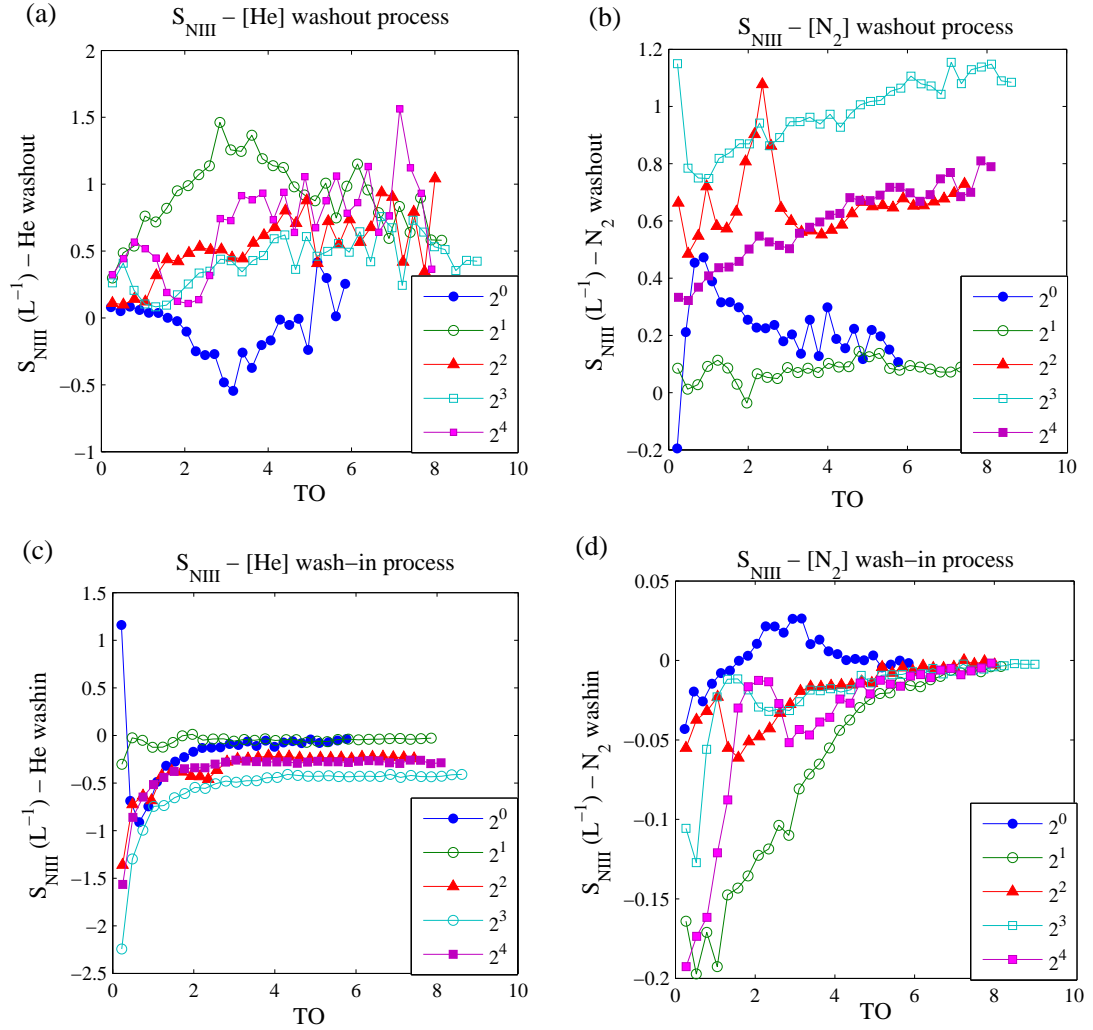 (a)
S_NIII − [He] washout process
S_NIII (L^−1) − He washout
2
1.5
1
0.5
0
−0.5
−1
0 2 4 6 8 10
TO
2^0
2^1
2^2
2^3
2^4
(b)
S_NIII − [N_2] washout process
S_NIII (L^−1) − N_2 washout
1.2
1
0.8
0.6
0.4
0.2
0
−0.2
0 2 4 6 8 10
TO
2^0
2^1
2^2
2^3
2^4
(c)
S_NIII − [He] wash−in process
S_NIII (L^−1) − He washin
1.5
1
0.5
0
−0.5
−1
−1.5
−2
−2.5
0 2 4 6 8 10
TO
2^0
2^1
2^2
2^3
2^4
(d)
S_NIII − [N_2] wash−in process
S_NIII (L^−1) − N_2 washin
0.05
0
−0.05
−0.1
−0.15
−0.2
0 2 4 6 8 10
TO
2^0
2^1
2^2
2^3
2^4